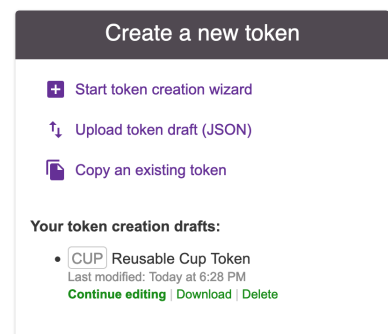 Create a new token
Start token creation wizard
Upload token draft (JSON)
Copy an existing token
Your token creation drafts:
• CUP Reusable Cup Token
Last modified: Today at 6:28 PM
Continue editing | Download | Delete